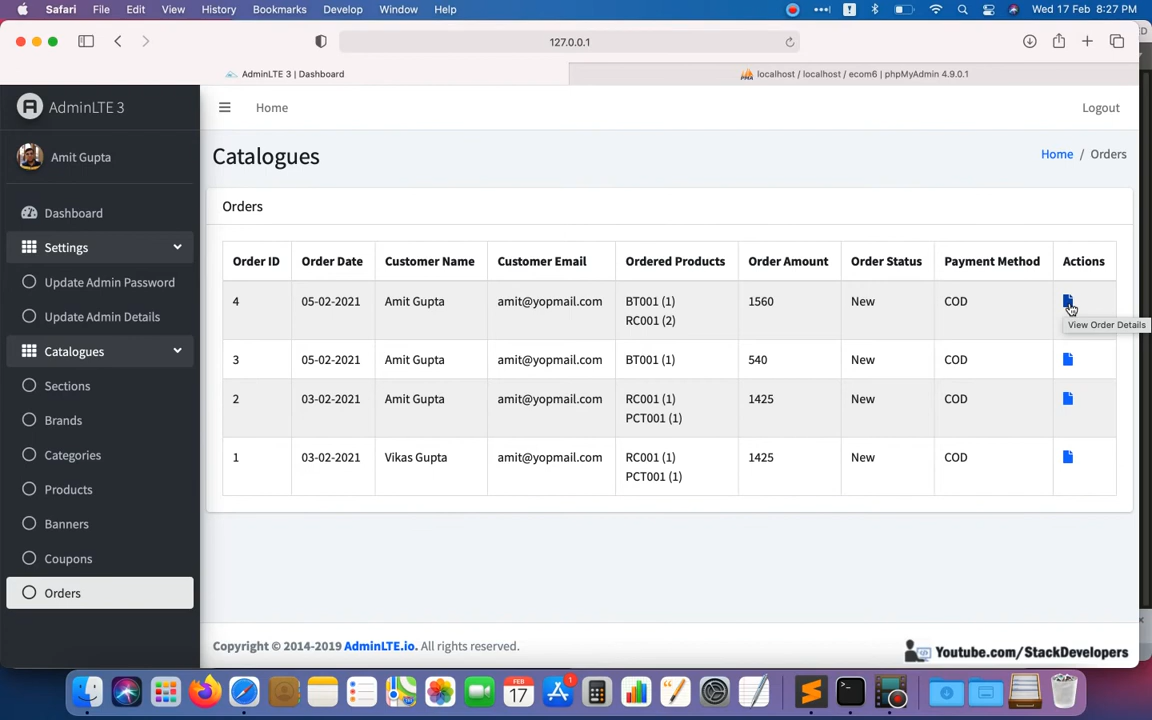 Safari File Edit View History Bookmarks Develop Window Help Wed 17 Feb 8:27 PM
127.0.0.1
AdminLTE 3 | Dashboard
localhost / localhost / ecom6 | phpMyAdmin 4.9.0.1
AdminLTE 3
Home
Logout
Catalogues
Home / Orders
Amit Gupta
Dashboard
Settings
Update Admin Password
Update Admin Details
Catalogues
Sections
Brands
Categories
Products
Banners
Coupons
Orders
Orders
Order ID Order Date Customer Name Customer Email Ordered Products Order Amount Order Status Payment Method Actions
4 05-02-2021 Amit Gupta amit@yopmail.com BT001 (1) 1560 New COD
RC001 (2)
View Order Details
3 05-02-2021 Amit Gupta amit@yopmail.com BT001 (1) 540 New COD
2 03-02-2021 Amit Gupta amit@yopmail.com RC001 (1) 1425 New COD
PCT001 (1)
1 03-02-2021 Vikas Gupta amit@yopmail.com RC001 (1) 1425 New COD
PCT001 (1)
Copyright © 2014-2019 AdminLTE.io. All rights reserved.
Youtube.com/StackDevelopers
FEB
17
1